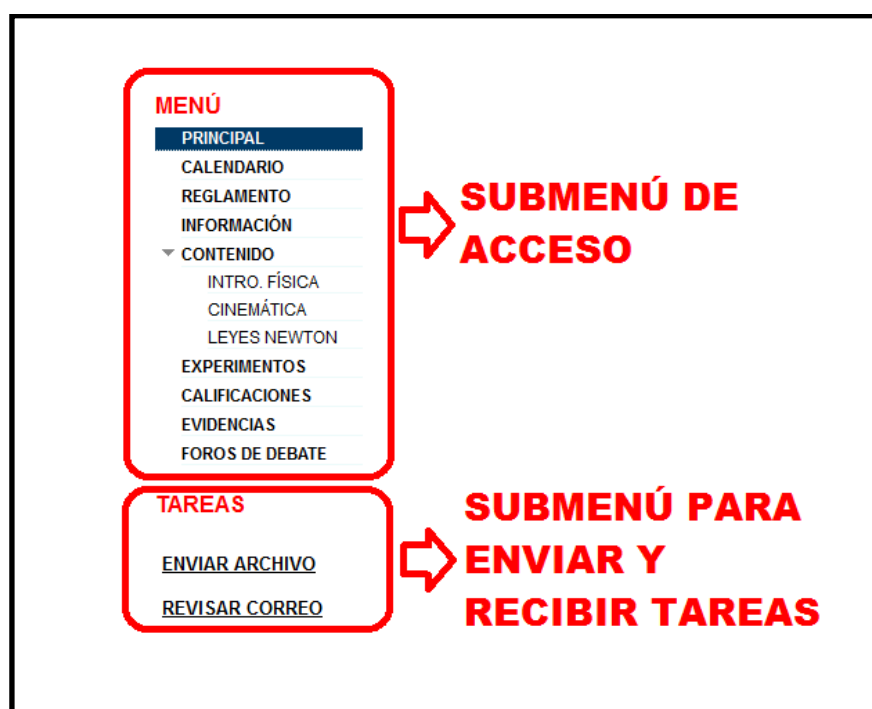 MENÚ
PRINCIPAL
CALENDARIO
REGLAMENTO
INFORMACIÓN
CONTENIDO
INTRO. FÍSICA
CINEMÁTICA
LEYES NEWTON
EXPERIMENTOS
CALIFICACIONES
EVIDENCIAS
FOROS DE DEBATE
SUBMENÚ DE
ACCESO
TAREAS
ENVIAR ARCHIVO
REVISAR CORREO
SUBMENÚ PARA
ENVIAR Y
RECIBIR TAREAS